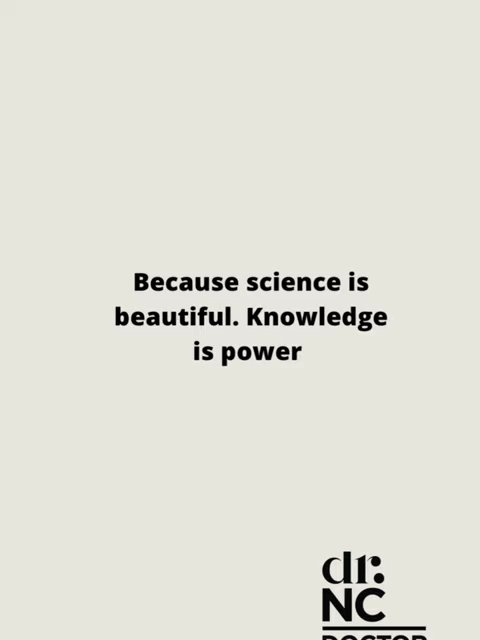 Because science is
beautiful. Knowledge
is power
dr.
NC
DOCTOR